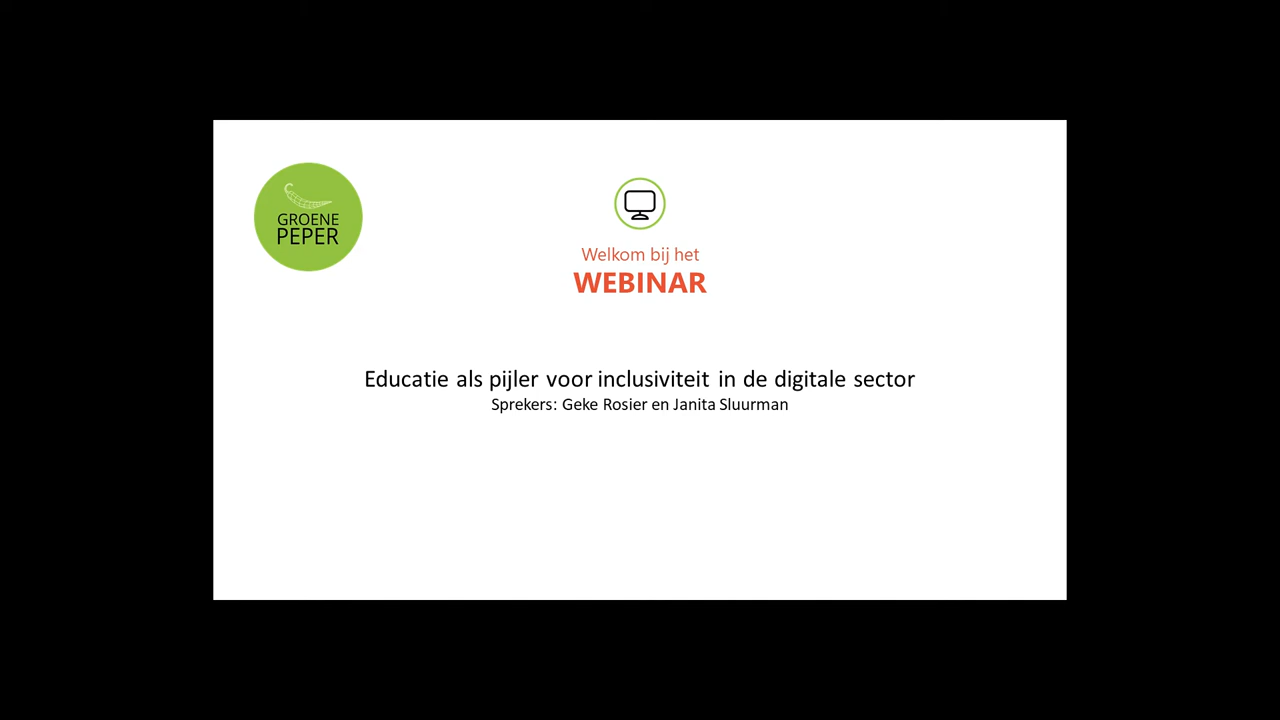 GROENE
PEPER
Welkom bij het
WEBINAR
Educatie als pijler voor inclusiviteit in de digitale sector
Sprekers: Geke Rosier en Janita Sluurman